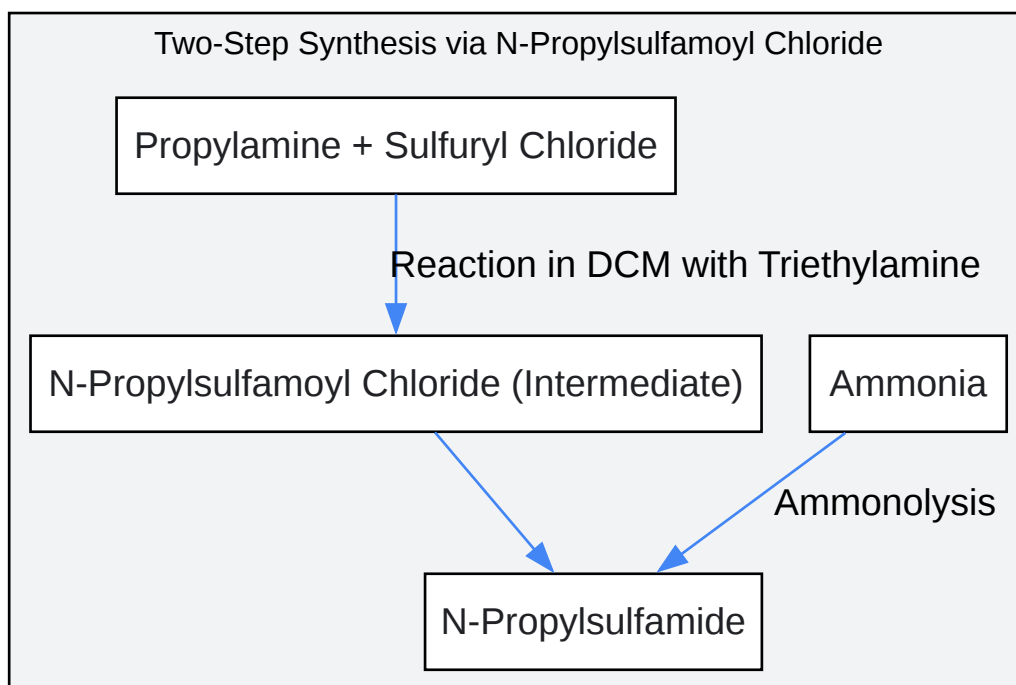 Two-Step Synthesis via N-Propylsulfamoyl Chloride
Propylamine + Sulfuryl Chloride
Reaction in DCM with Triethylamine
N-Propylsulfamoyl Chloride (Intermediate)
Ammonia
Ammonolysis
N-Propylsulfamide